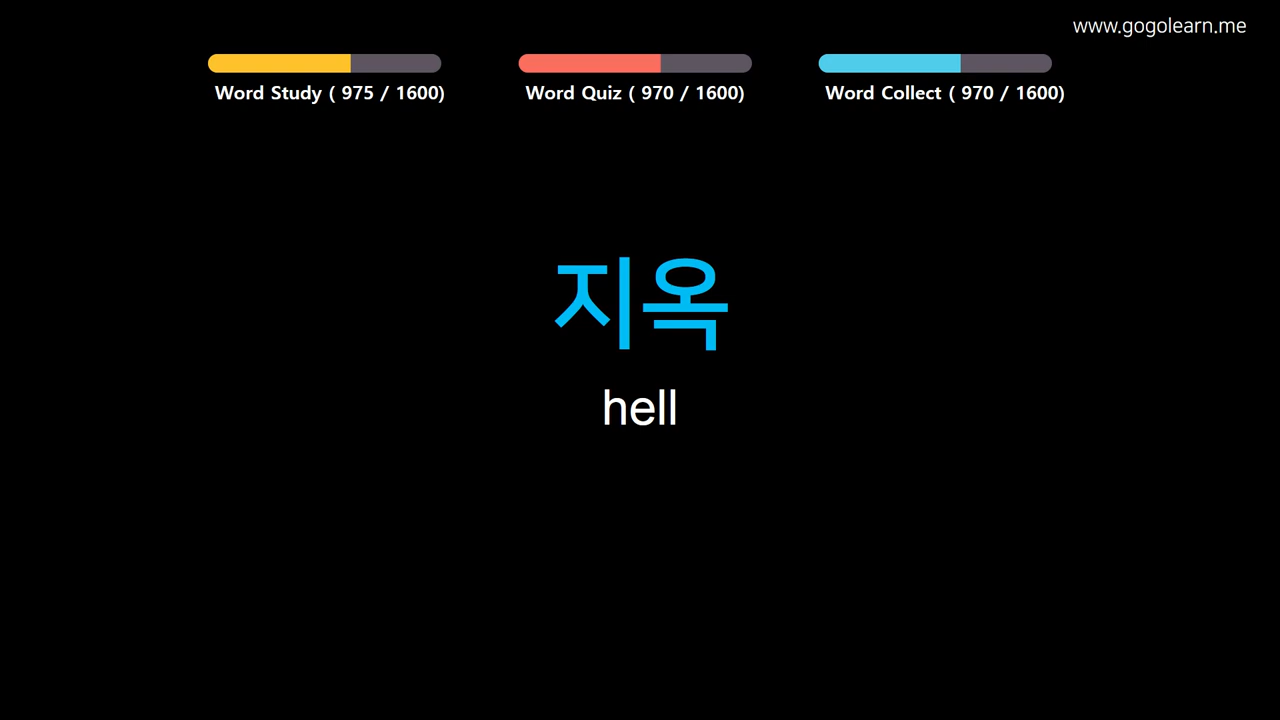 www.gogolearn.me
Word Study ( 975 / 1600)
Word Quiz ( 970 / 1600)
Word Collect ( 970 / 1600)
지옥
hell